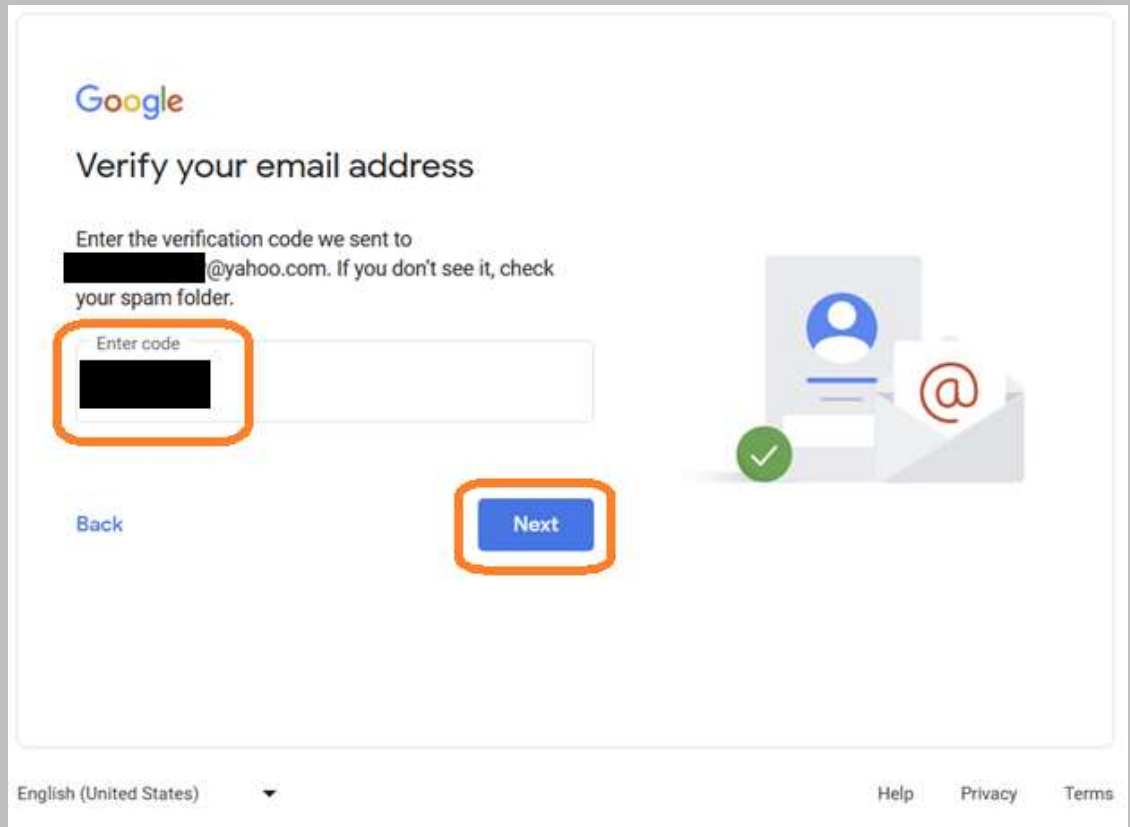 Google
Verify your email address
Enter the verification code we sent to
@yahoo.com. If you don't see it, check
your spam folder.
Enter code
@
Back
Next
English (United States)
Help Privacy Terms